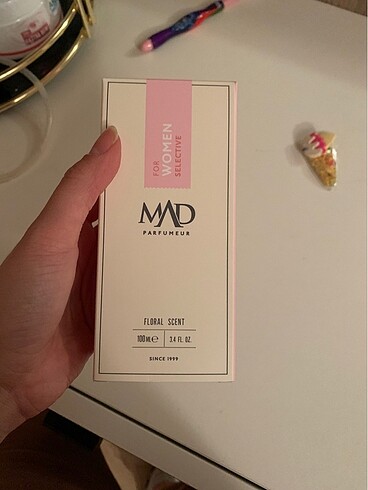 FOR
WOMEN
SELECTIVE
MAD
PARFUMEUR
FLORAL SCENT
100 ML ℮ 3.4 FL. OZ.
SINCE 1999